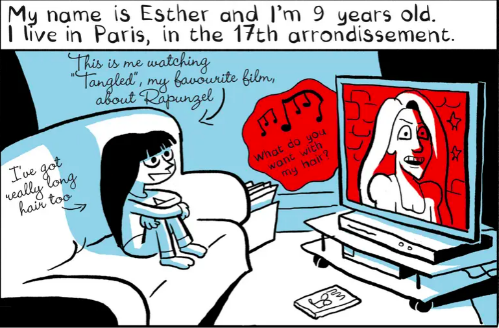 My name is Esther and I'm 9 years old.
I live in Paris, in the 17th arrondissement.
This is me watching
"Tangled", my favourite film,
about Rapunzel
What do you
want with
my hair?
I've got
really long
hair too